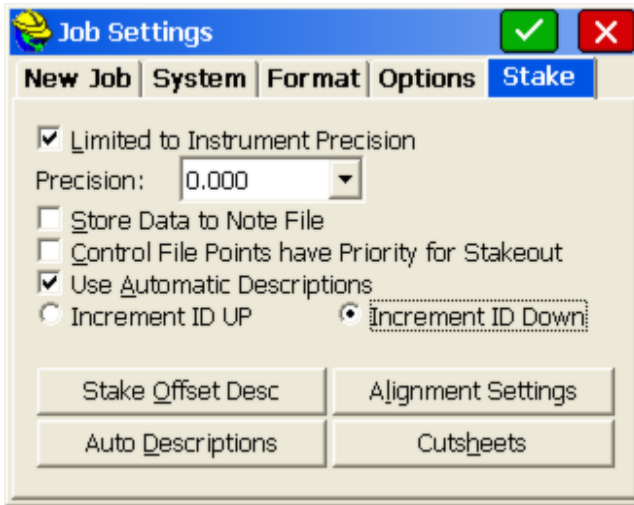 Job Settings
New Job System Format Options Stake
Limited to Instrument Precision
Precision: 0.000
Store Data to Note File
Control File Points have Priority for Stakeout
Use Automatic Descriptions
Increment ID UP Increment ID Down
Stake Offset Desc Alignment Settings
Auto Descriptions Cutsheets